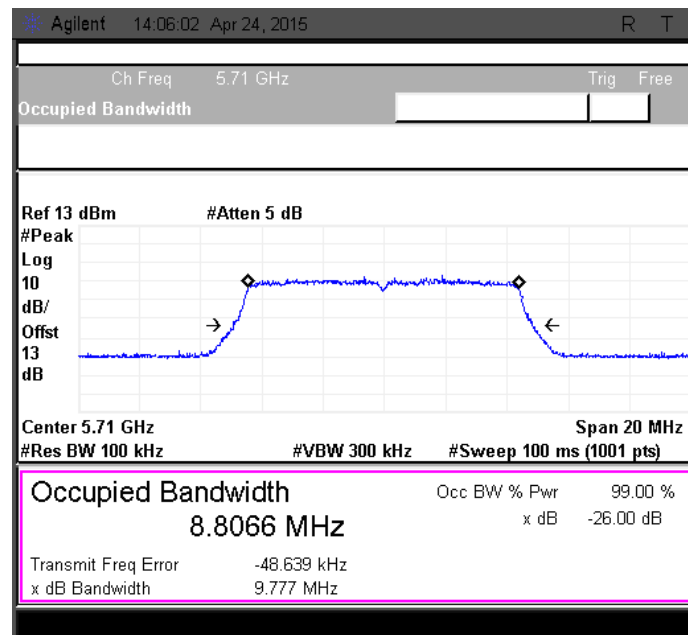 Agilent 14:06:02 Apr 24, 2015 R T
Ch Freq 5.71 GHz Trig Free
Occupied Bandwidth
Ref 13 dBm #Atten 5 dB
#Peak
Log
10
dB/
Offst
13
dB
Center 5.71 GHz Span 20 MHz
#Res BW 100 kHz #VBW 300 kHz #Sweep 100 ms (1001 pts)
Occupied Bandwidth Occ BW % Pwr 99.00 %
8.8066 MHz x dB -26.00 dB
Transmit Freq Error -48.639 kHz
x dB Bandwidth 9.777 MHz